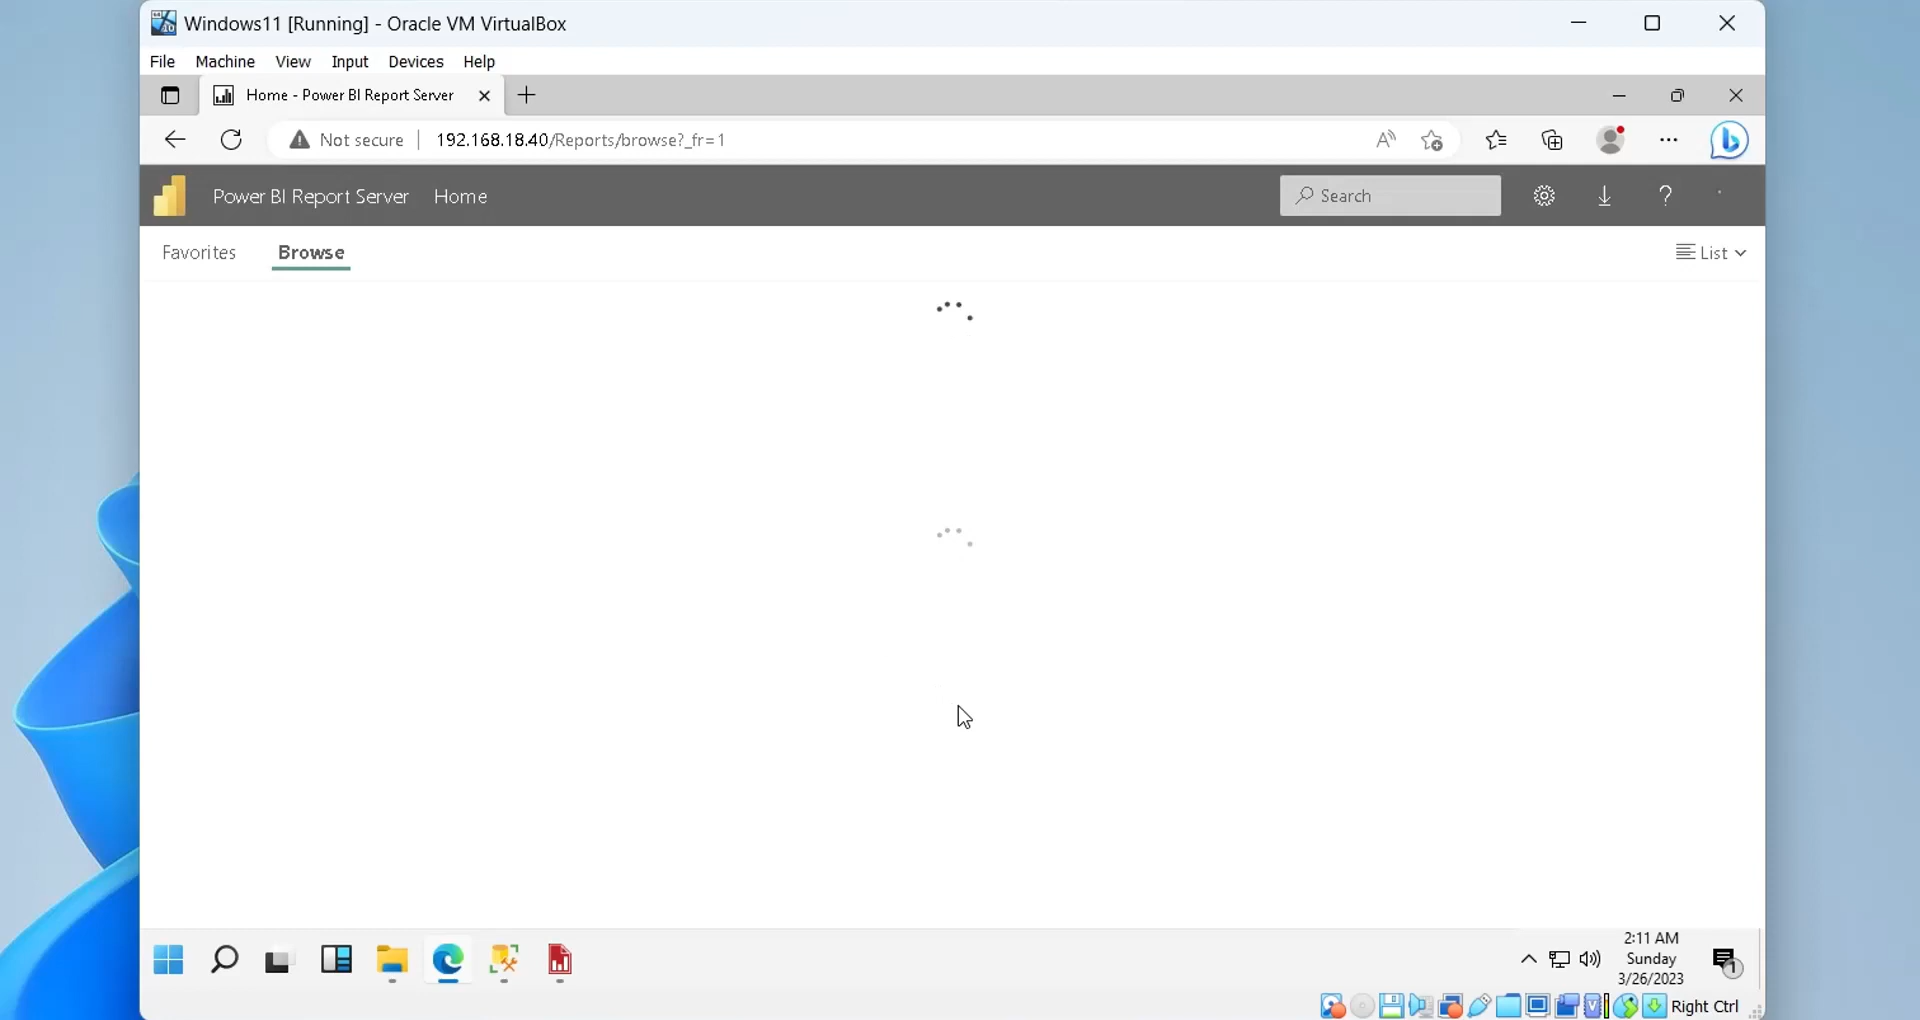 Windows11 [Running] - Oracle VM VirtualBox
File Machine View Input Devices Help
Home - Power BI Report Server
Not secure 192.168.18.40/Reports/browse?_fr=1
Power BI Report Server Home Search
Favorites Browse List
2:11 AM
Sunday
3/26/2023
1
Right Ctrl